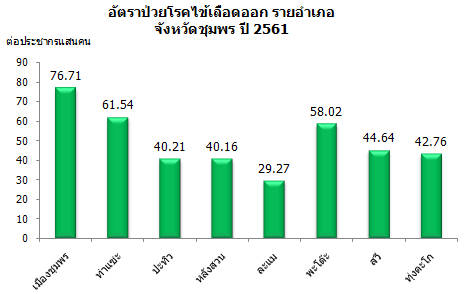 อัตราป่วยโรคไข้เลือดออก รายอำเภอ
จังหวัดชุมพร ปี 2561
ต่อประชากรแสนคน
90
80
70
60
50
40
30
20
10
0
76.71
61.54
40.21
40.16
29.27
58.02
44.64
42.76
เมืองชุมพร
ท่าแซะ
ปะทิว
หลังสวน
ละแม
พะโต๊ะ
สวี
ทุ่งตะโก